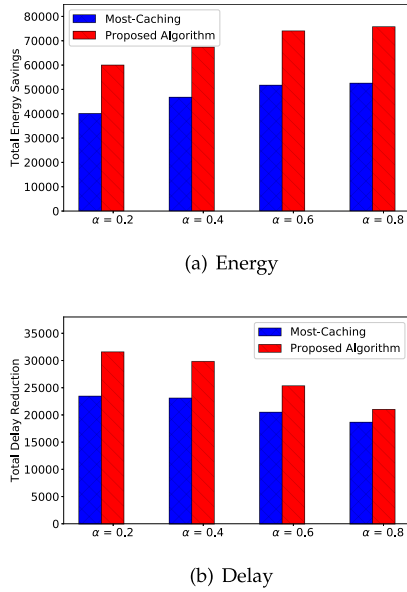 80000
70000
60000
50000
40000
30000
20000
10000
0
Total Energy Savings
Most-Caching
Proposed Algorithm
α = 0.2
α = 0.4
α = 0.6
α = 0.8
(a) Energy
35000
30000
25000
20000
15000
10000
5000
0
Total Delay Reduction
Most-Caching
Proposed Algorithm
α = 0.2
α = 0.4
α = 0.6
α = 0.8
(b) Delay